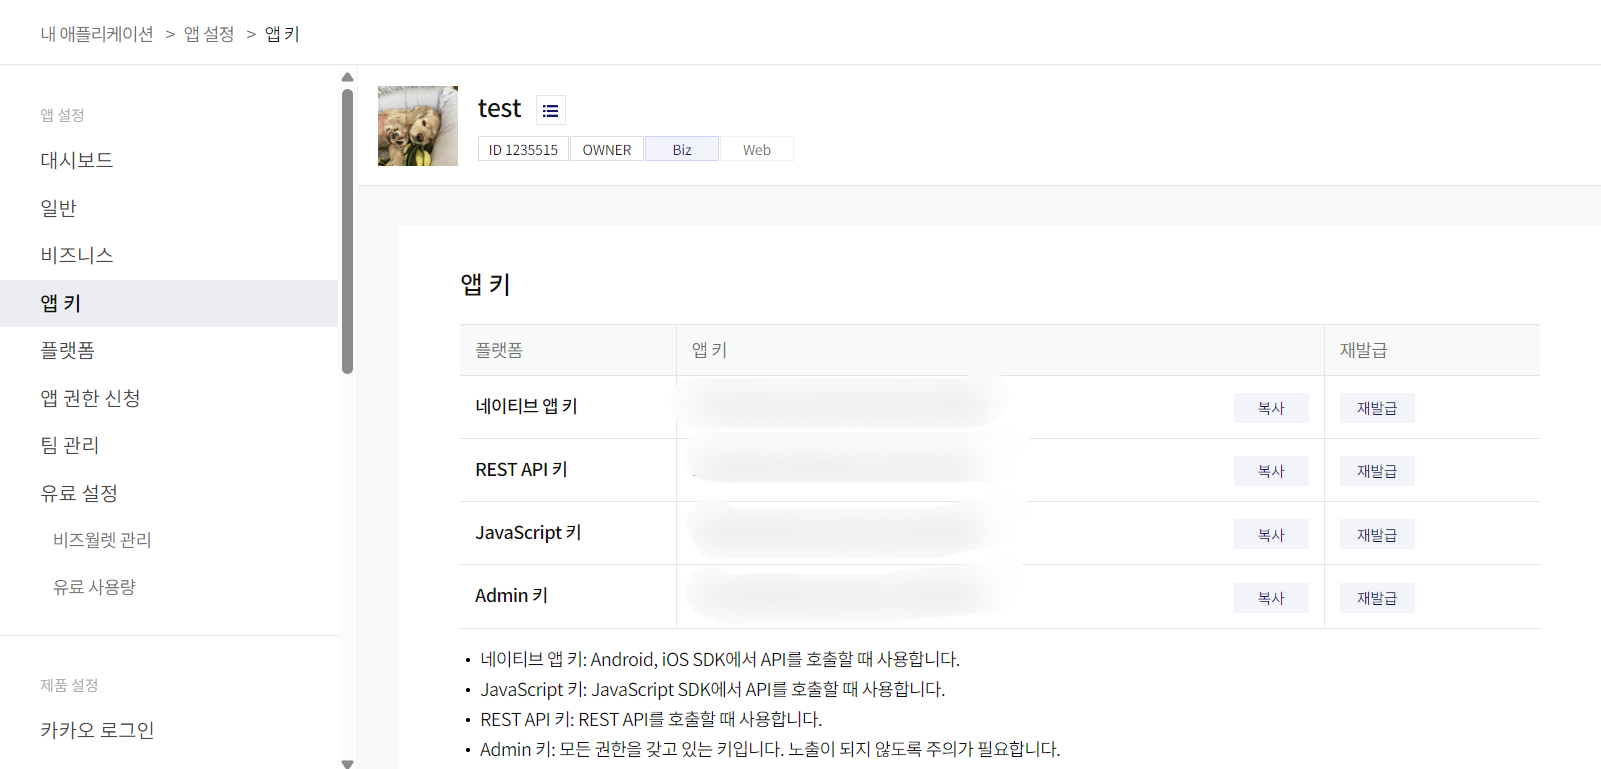 내 애플리케이션 > 앱 설정 > 앱 키
앱 설정
대시보드
일반
비즈니스
앱 키
플랫폼
앱 권한 신청
팀 관리
유료 설정
비즈월렛 관리
유료 사용량
제품 설정
카카오 로그인
test
ID 1235515 OWNER Biz Web
앱 키
플랫폼 앱 키 재발급
네이티브 앱 키 복사 재발급
REST API 키 복사 재발급
JavaScript 키 복사 재발급
Admin 키 복사 재발급
• 네이티브 앱 키: Android, iOS SDK에서 API를 호출할 때 사용합니다.
• JavaScript 키: JavaScript SDK에서 API를 호출할 때 사용합니다.
• REST API 키: REST API를 호출할 때 사용합니다.
• Admin 키: 모든 권한을 갖고 있는 키입니다. 노출이 되지 않도록 주의가 필요합니다.